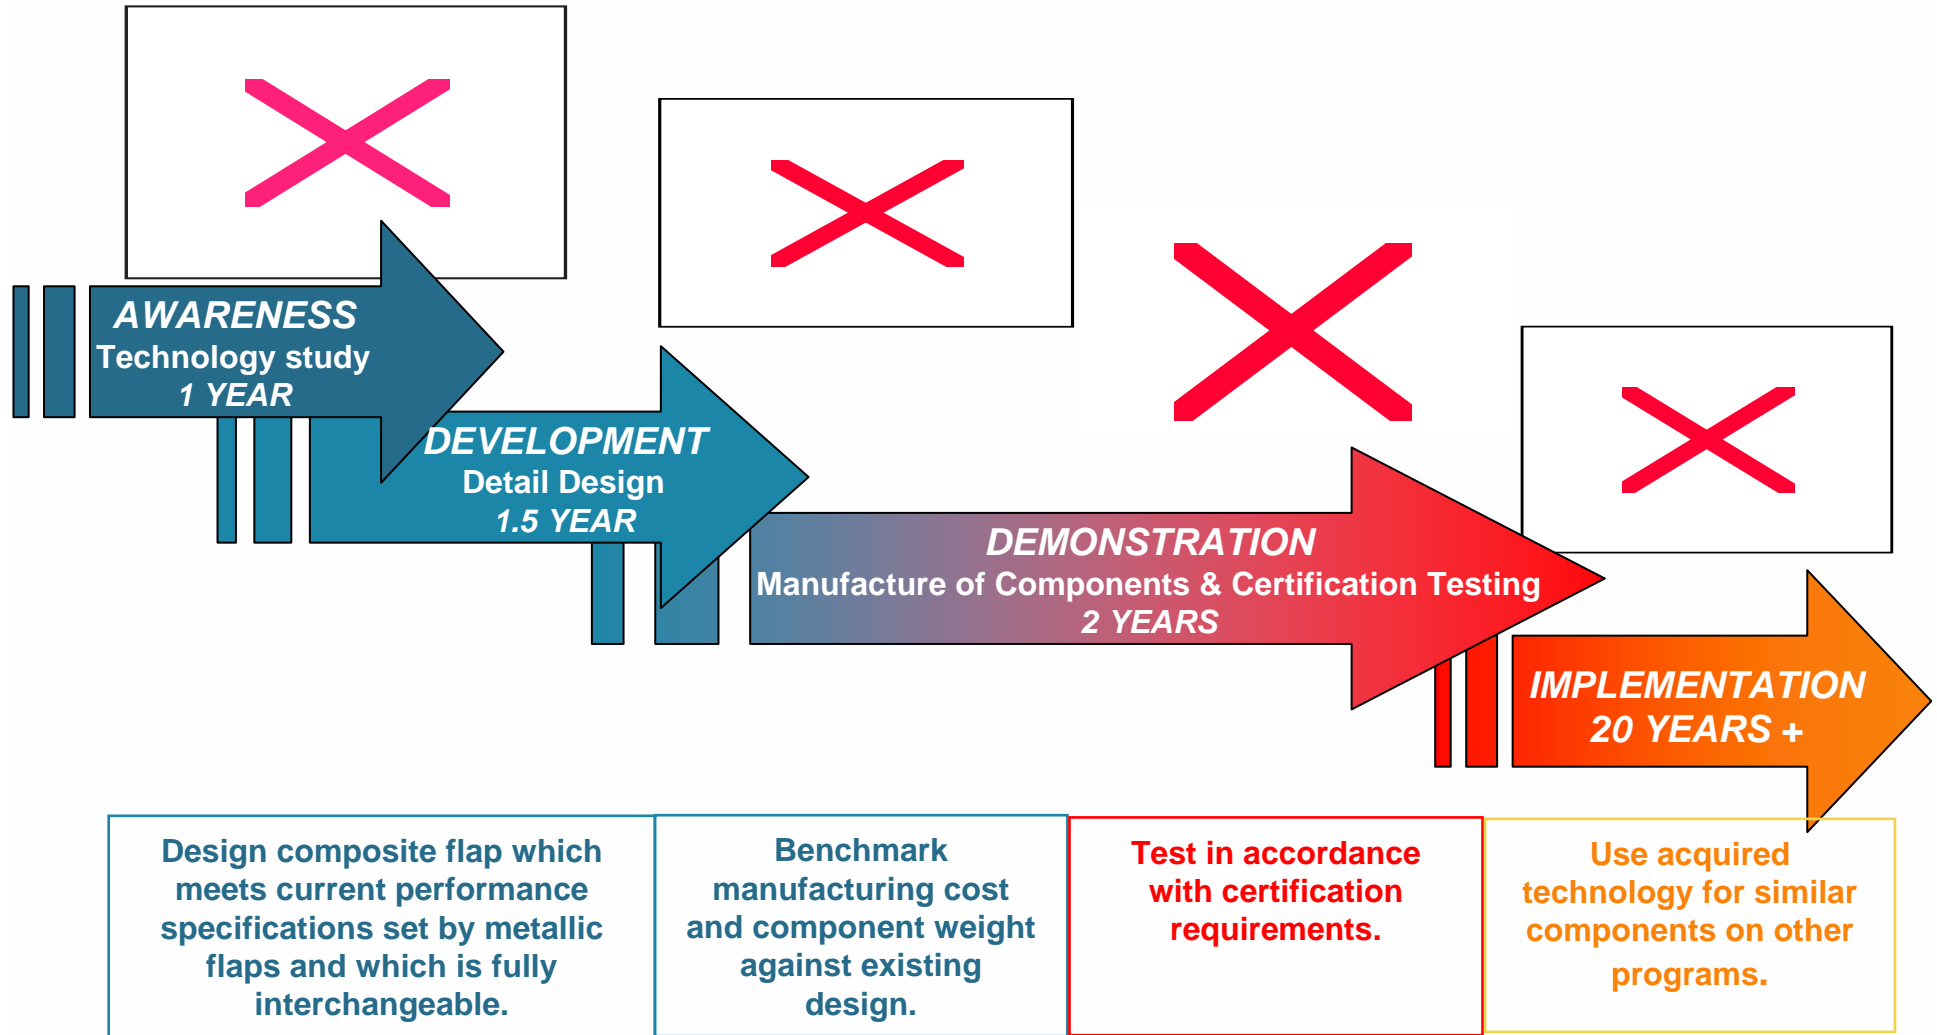 AWARENESS
Technology study
1 YEAR
DEVELOPMENT
Detail Design
1.5 YEAR
DEMONSTRATION
Manufacture of Components & Certification Testing
2 YEARS
IMPLEMENTATION
20 YEARS +
Design composite flap which
meets current performance
specifications set by metallic
flaps and which is fully
interchangeable.
Benchmark
manufacturing cost
and component weight
against existing
design.
Test in accordance
with certification
requirements.
Use acquired
technology for similar
components on other
programs.